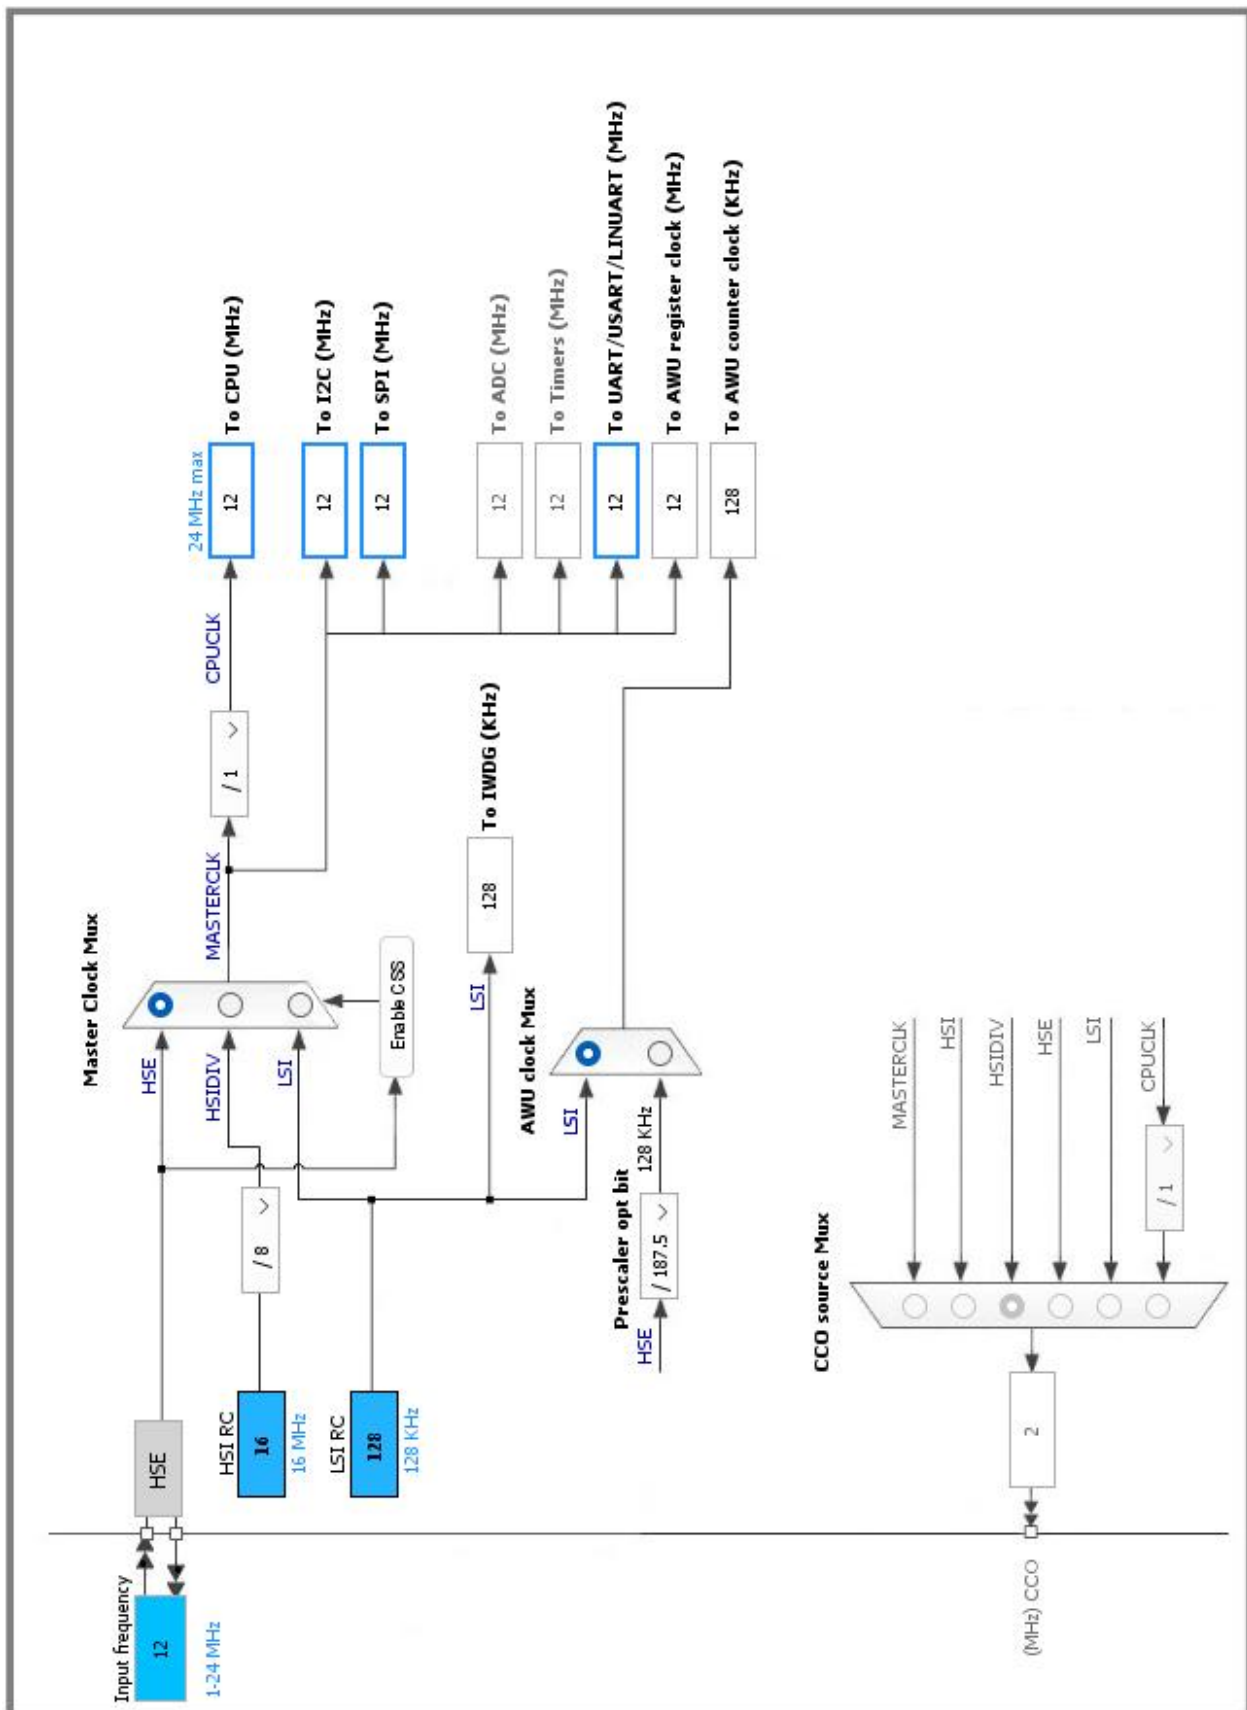 Input frequency
12
1-24 MHz
HSE
HSI RC
16
16 MHz
LSI RC
128
128 KHz
/ 8
Master Clock Mux
HSE
HSIDIV
LSI
Enable CSS
MASTERCLK
/ 1
CPUCLK
24 MHz max
12
To CPU (MHz)
12
To I2C (MHz)
12
To SPI (MHz)
12
To ADC (MHz)
12
To Timers (MHz)
12
To UART/USART/LINUART (MHz)
12
To AWU register clock (MHz)
128
To AWU counter clock (KHz)
LSI
128
To IWDG (KHz)
AWU clock Mux
LSI
128 KHz
Prescaler opt bit
HSE
/ 187.5
CCO source Mux
MASTERCLK
HSI
HSIDIV
HSE
LSI
CPUCLK
/ 1
2
(MHz) CCO